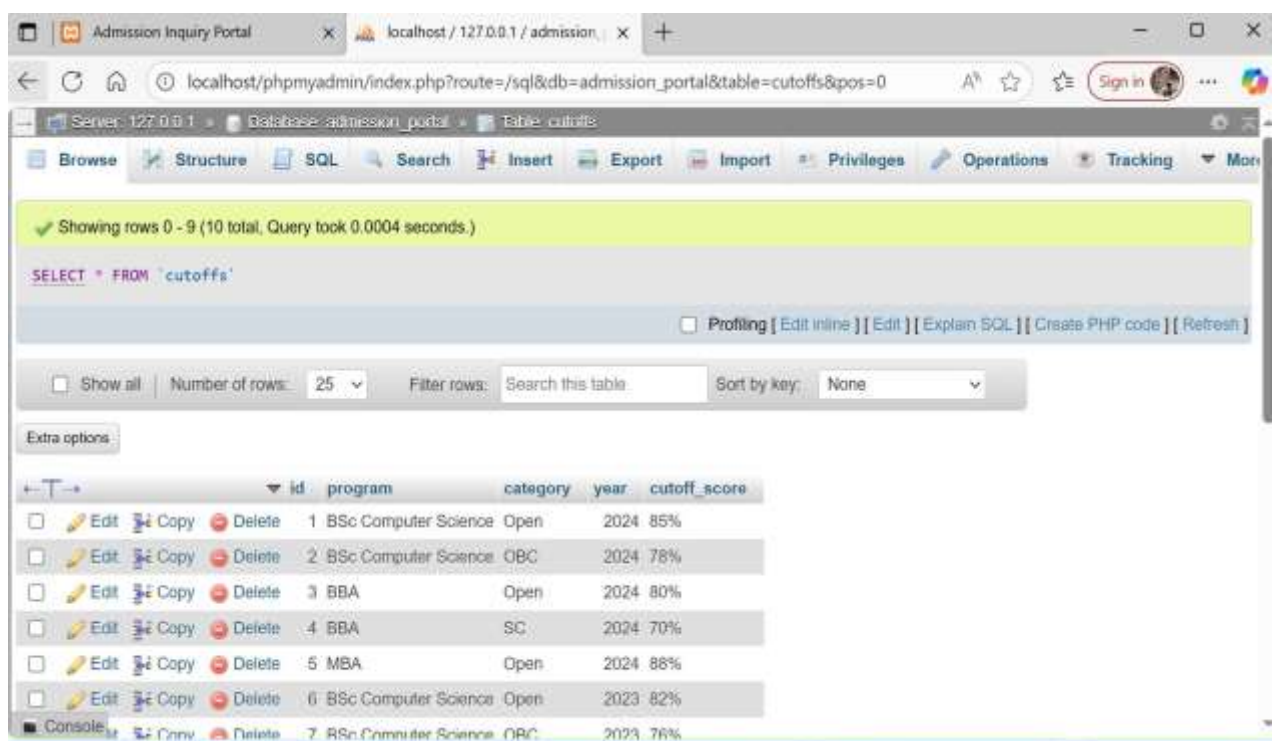 Admission Inquiry Portal localhost / 127.0.0.1 / admission_
localhost/phpmyadmin/index.php?route=/sql&db=admission_portal&table=cutoffs&pos=0 Sign in
Server: 127.0.0.1 » Database: admission_portal » Table: cutoffs
Browse Structure SQL Search Insert Export Import Privileges Operations Tracking More
Showing rows 0 - 9 (10 total, Query took 0.0004 seconds.)
SELECT * FROM `cutoffs`
Profiling [ Edit inline ] [ Edit ] [ Explain SQL ] [ Create PHP code ] [ Refresh ]
Show all Number of rows: 25 Filter rows: Search this table Sort by key: None
Extra options
id program category year cutoff_score
Edit Copy Delete 1 BSc Computer Science Open 2024 85%
Edit Copy Delete 2 BSc Computer Science OBC 2024 78%
Edit Copy Delete 3 BBA Open 2024 80%
Edit Copy Delete 4 BBA SC 2024 70%
Edit Copy Delete 5 MBA Open 2024 88%
Edit Copy Delete 6 BSc Computer Science Open 2023 82%
Console Copy Delete 7 BSc Computer Science OBC 2023 76%